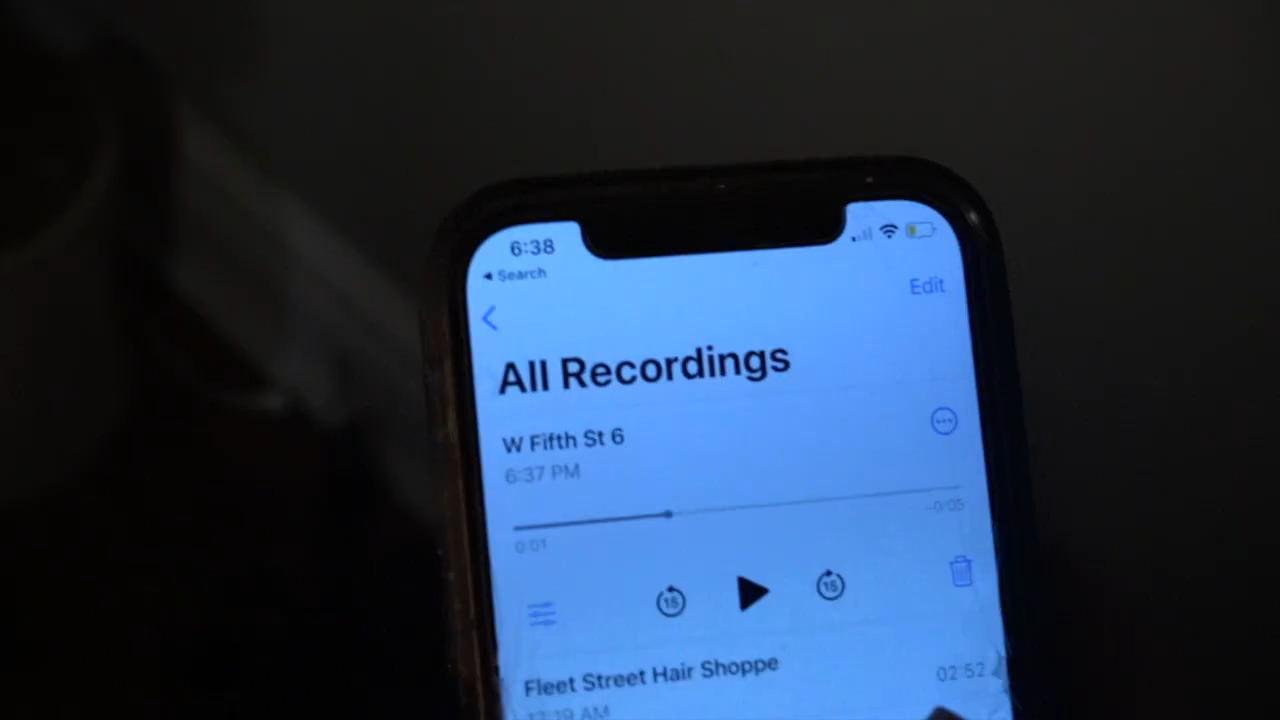 6:38
◀ Search
Edit
All Recordings
W Fifth St 6
6:37 PM
0:01
-0:05
15
15
Fleet Street Hair Shoppe
02:52
AM